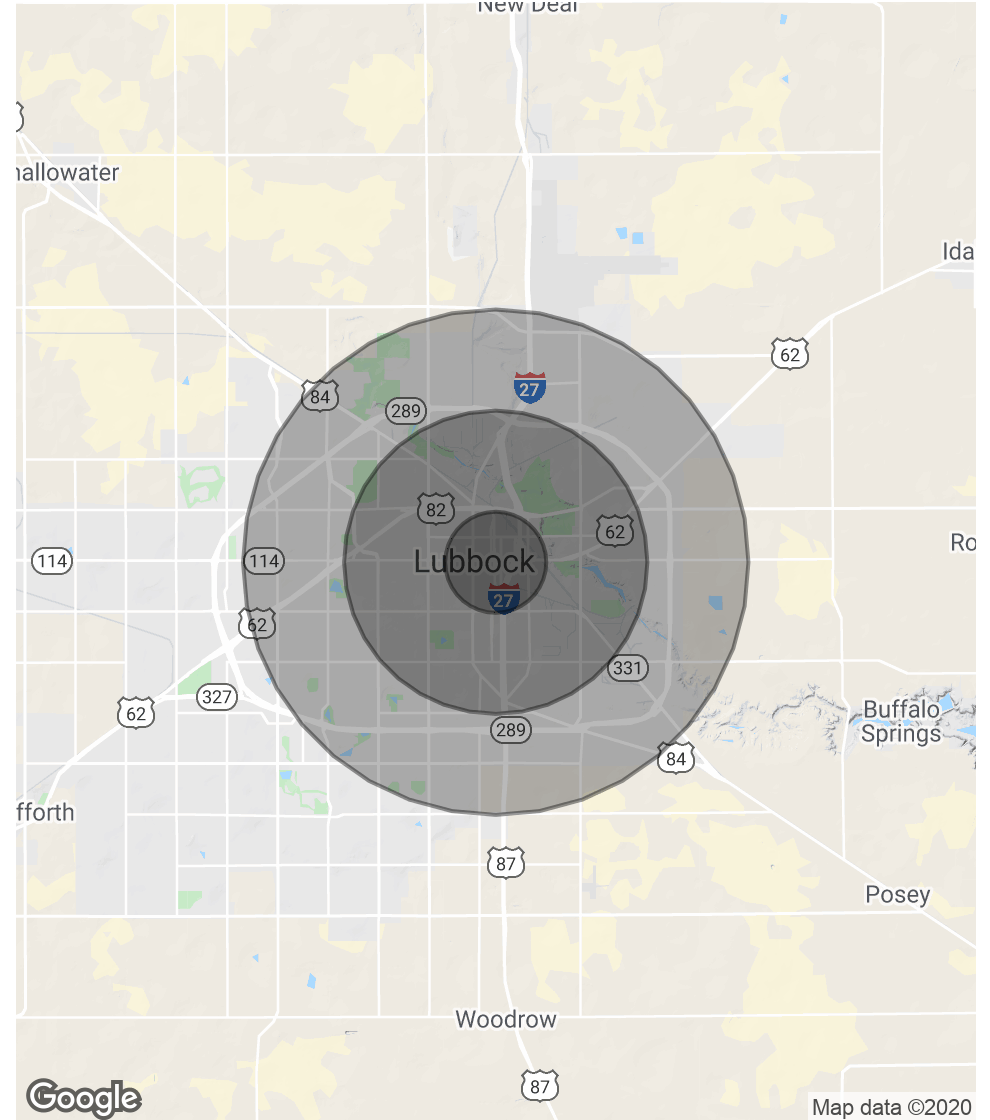 New Deal
hallowater
Ida
62
27
84
289
82
62
114
114
Lubbock
27
62
331
327
62
289
Buffalo
Springs
84
fforth
87
Posey
Woodrow
87
Ro
Google
Map data ©2020